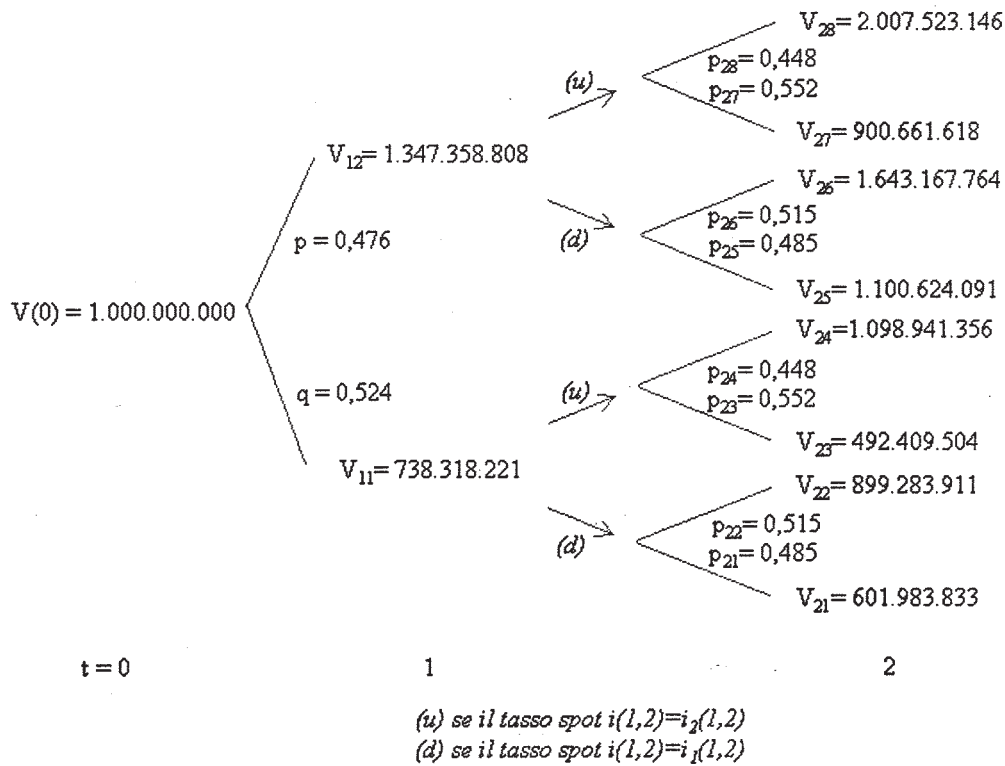 V28= 2.007.523.146
p28= 0,448
(u)
p27= 0,552
V27= 900.661.618
V12= 1.347.358.808
V26= 1.643.167.764
p26= 0,515
(d)
p25= 0,485
p = 0,476
V25= 1.100.624.091
V(0) = 1.000.000.000
V24= 1.098.941.356
p24= 0,448
q = 0,524
(u)
p23= 0,552
V23= 492.409.504
V11= 738.318.221
V22= 899.283.911
p22= 0,515
(d)
p21= 0,485
V21= 601.983.833
t = 0 1 2
(u) se il tasso spot i(1,2)=i2(1,2)
(d) se il tasso spot i(1,2)=i1(1,2)